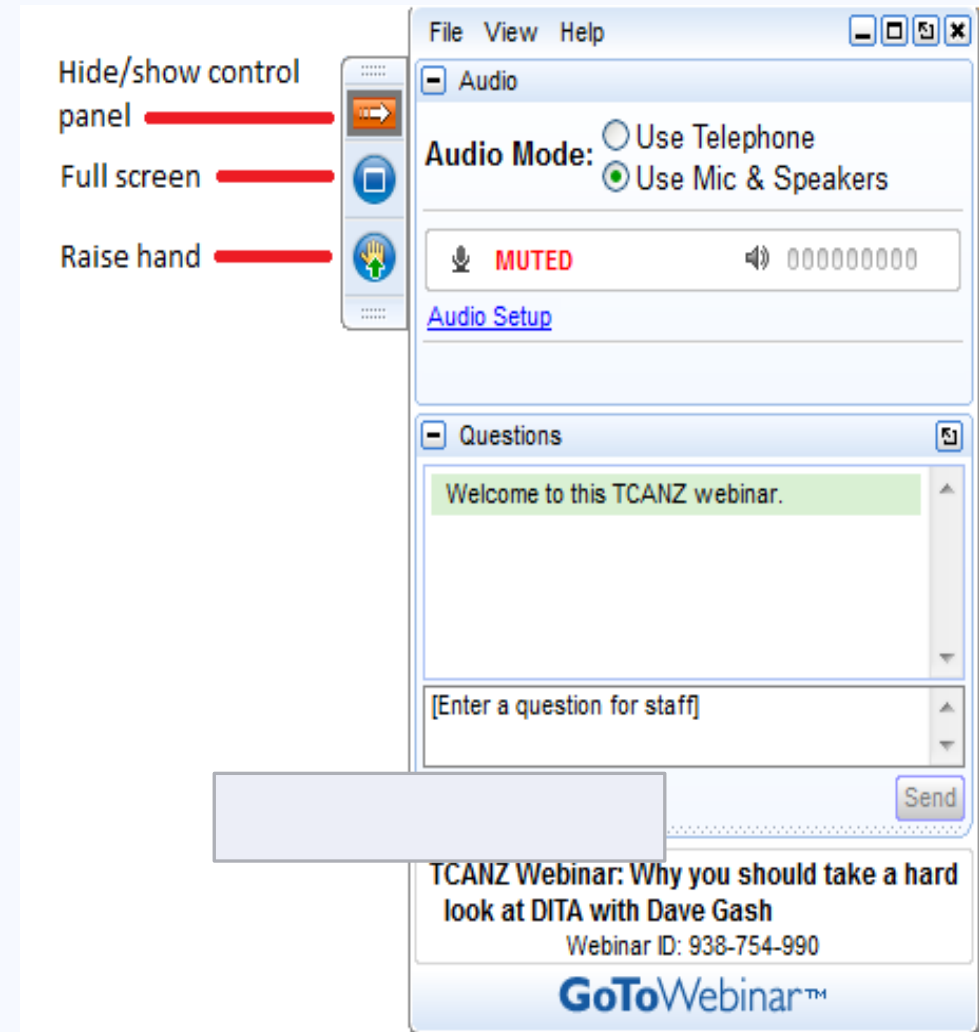 File View Help
Hide/show control
panel
Full screen
Raise hand
Audio
Audio Mode:
Use Telephone
Use Mic & Speakers
MUTED
000000000
Audio Setup
Questions
Welcome to this TCANZ webinar.
[Enter a question for staff]
Send
TCANZ Webinar: Why you should take a hard
look at DITA with Dave Gash
Webinar ID: 938-754-990
GoToWebinar™